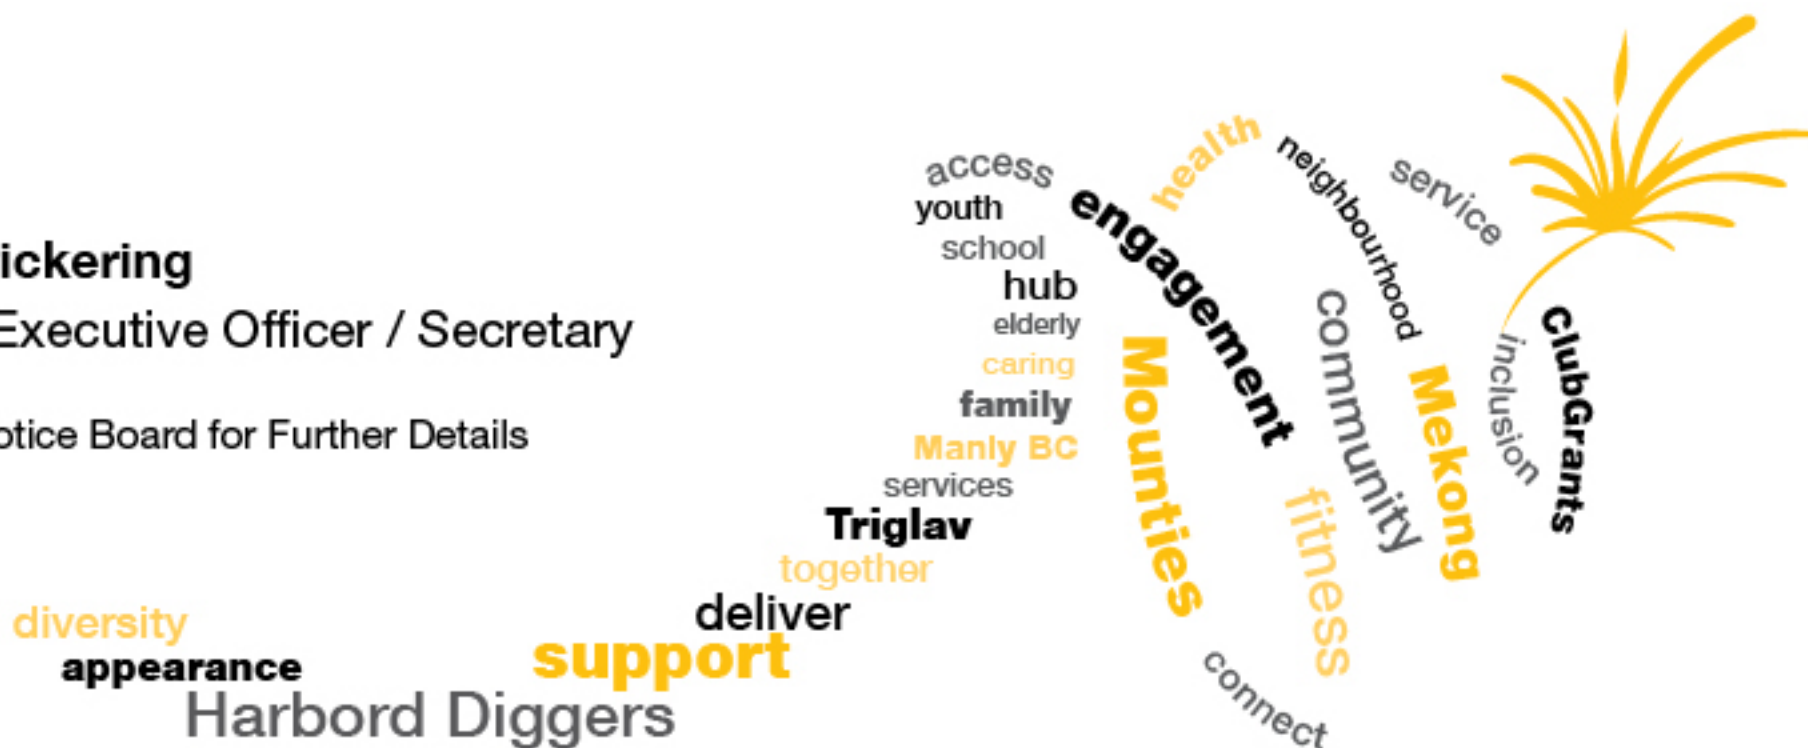 ickering
Executive Officer / Secretary
otice Board for Further Details
access
youth
school
hub
elderly
caring
family
Manly BC
services
Triglav
together
deliver
support
diversity
appearance
Harbord Diggers
engagement
health
neighbourhood
service
Mounties
community
Mekong
inclusion
ClubGrants
fitness
connect